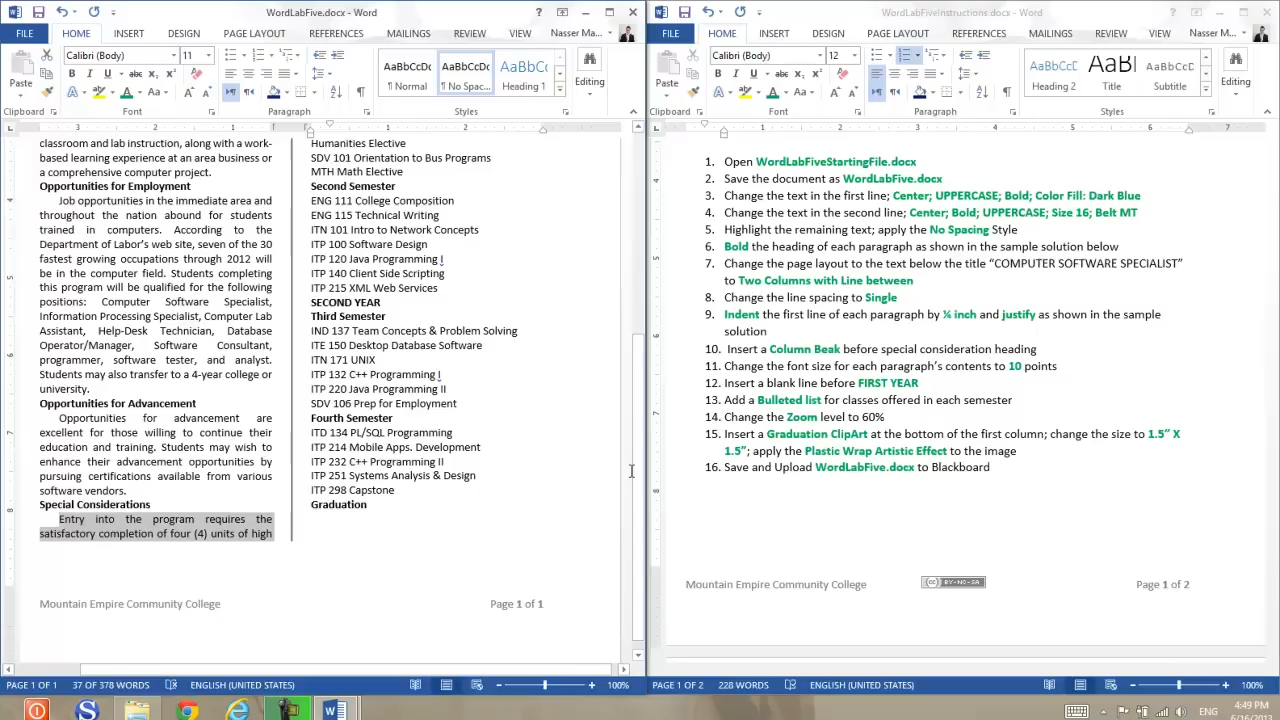 WordLabFive.docx - Word
FILE HOME INSERT DESIGN PAGE LAYOUT REFERENCES MAILINGS REVIEW VIEW Nasser Ma...
Paste
Calibri (Body) 11
AaBbCcDc AaBbCcDc AaBbCc
¶ Normal ¶ No Spac... Heading 1
Editing
Clipboard Font Paragraph Styles
classroom and lab instruction, along with a work-
based learning experience at an area business or
a comprehensive computer project.
Opportunities for Employment
Job opportunities in the immediate area and
throughout the nation abound for students
trained in computers. According to the
Department of Labor's web site, seven of the 30
fastest growing occupations through 2012 will
be in the computer field. Students completing
this program will be qualified for the following
positions: Computer Software Specialist,
Information Processing Specialist, Computer Lab
Assistant, Help-Desk Technician, Database
Operator/Manager, Software Consultant,
programmer, software tester, and analyst.
Students may also transfer to a 4-year college or
university.
Opportunities for Advancement
Opportunities for advancement are
excellent for those willing to continue their
education and training. Students may wish to
enhance their advancement opportunities by
pursuing certifications available from various
software vendors.
Special Considerations
Entry into the program requires the
satisfactory completion of four (4) units of high
Humanities Elective
SDV 101 Orientation to Bus Programs
MTH Math Elective
Second Semester
ENG 111 College Composition
ENG 115 Technical Writing
ITN 101 Intro to Network Concepts
ITP 100 Software Design
ITP 120 Java Programming I
ITP 140 Client Side Scripting
ITP 215 XML Web Services
SECOND YEAR
Third Semester
IND 137 Team Concepts & Problem Solving
ITE 150 Desktop Database Software
ITN 171 UNIX
ITP 132 C++ Programming I
ITP 220 Java Programming II
SDV 106 Prep for Employment
Fourth Semester
ITD 134 PL/SQL Programming
ITP 214 Mobile Apps. Development
ITP 232 C++ Programming II
ITP 251 Systems Analysis & Design
ITP 298 Capstone
Graduation
Mountain Empire Community College Page 1 of 1
PAGE 1 OF 1 37 OF 378 WORDS ENGLISH (UNITED STATES) 100%
WordLabFiveInstructions.docx - Word
FILE HOME INSERT DESIGN PAGE LAYOUT REFERENCES MAILINGS REVIEW VIEW Nasser Ma...
Paste
Calibri (Body) 12
AaBbCcL AaBl AaBbCcC
Heading 2 Title Subtitle
Editing
Clipboard Font Paragraph Styles
1. Open WordLabFiveStartingFile.docx
2. Save the document as WordLabFive.docx
3. Change the text in the first line; Center; UPPERCASE; Bold; Color Fill: Dark Blue
4. Change the text in the second line; Center; Bold; UPPERCASE; Size 16; Belt MT
5. Highlight the remaining text; apply the No Spacing Style
6. Bold the heading of each paragraph as shown in the sample solution below
7. Change the page layout to the text below the title “COMPUTER SOFTWARE SPECIALIST”
to Two Columns with Line between
8. Change the line spacing to Single
9. Indent the first line of each paragraph by ¼ inch and justify as shown in the sample
solution
10. Insert a Column Beak before special consideration heading
11. Change the font size for each paragraph's contents to 10 points
12. Insert a blank line before FIRST YEAR
13. Add a Bulleted list for classes offered in each semester
14. Change the Zoom level to 60%
15. Insert a Graduation ClipArt at the bottom of the first column; change the size to 1.5” X
1.5”; apply the Plastic Wrap Artistic Effect to the image
16. Save and Upload WordLabFive.docx to Blackboard
Mountain Empire Community College BY-NC-SA Page 1 of 2
PAGE 1 OF 2 228 WORDS ENGLISH (UNITED STATES) 100%
ENG 4:49 PM
6/16/2013